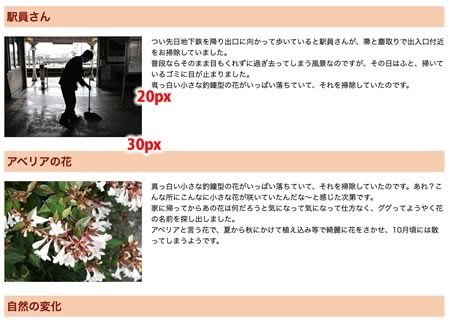 駅員さん
つい先日地下鉄を降り出口に向かって歩いていると駅員さんが、箒と塵取りで出入口付近
をお掃除していました。
普段ならそのまま目もくれずに過ぎ去ってしまう風景なのですが、その日はふと、掃いて
いるゴミに目が止まりました。
真っ白い小さな釣鐘型の花がいっぱい落ちていて、それを掃除していたのです。
20px
30px
アベリアの花
真っ白い小さな釣鐘型の花がいっぱい落ちていて、それを掃除していたのです。あれ？こ
んな所にこんなに小さな花が咲いていたんだな〜と感じた次第です。
家に帰ってからあの花は何だろうと気になって気になって仕方なく、ググってようやく花
の名前を探し出しました。
アベリアと言う花で、夏から秋にかけて植え込み等で綺麗に花をさかせ、10月頃には散
ってしまうようです。
自然の変化